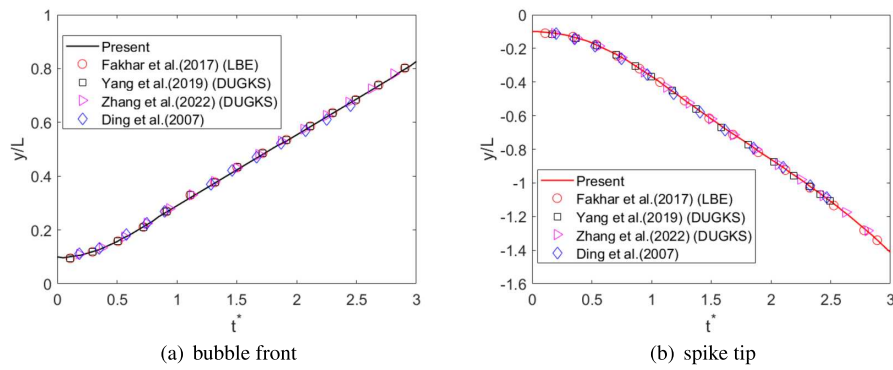 1
0.8
0.6
0.4
0.2
0
y/L
Present
Fakhar et al.(2017) (LBE)
Yang et al.(2019) (DUGKS)
Zhang et al.(2022) (DUGKS)
Ding et al.(2007)
0 0.5 1 1.5 2 2.5 3
t*
(a) bubble front
-0
-0.2
-0.4
-0.6
-0.8
-1
-1.2
-1.4
-1.6
y/L
Present
Fakhar et al.(2017) (LBE)
Yang et al.(2019) (DUGKS)
Zhang et al.(2022) (DUGKS)
Ding et al.(2007)
0 0.5 1 1.5 2 2.5 3
t*
(b) spike tip